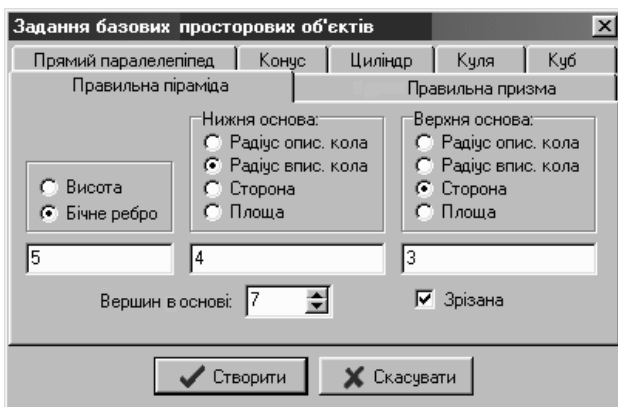 Задання базових просторових об'єктів
Прямий паралелепіпед Конус Циліндр Куля Куб
Правильна піраміда Правильна призма
Нижня основа: Верхня основа:
Радіус опис. кола Радіус опис. кола
Радіус впис. кола Радіус впис. кола
Висота Сторона Сторона
Бічне ребро Площа Площа
5 4 3
Вершин в основі: 7 Зрізана
Створити Скасувати